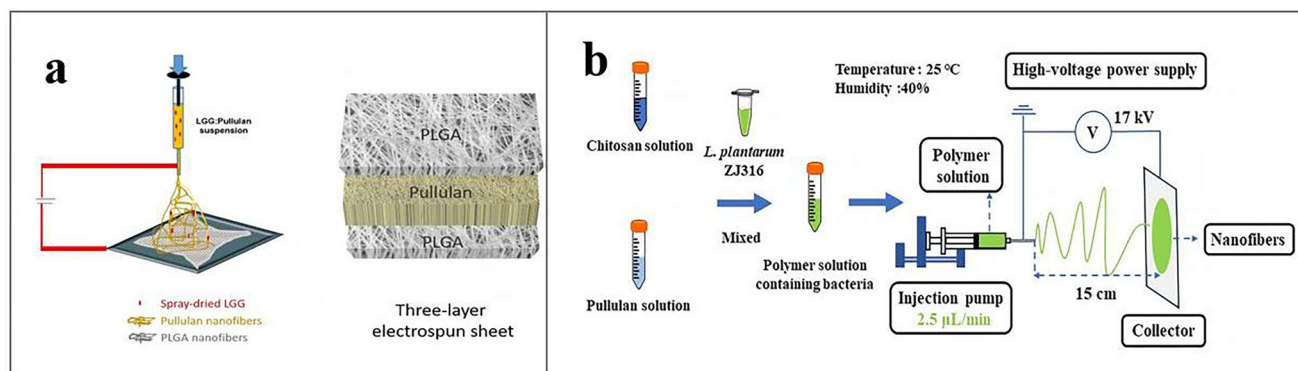 a
LGG:Pullulan
suspension
Spray-dried LGG
Pullulan nanofibers
PLGA nanofibers
PLGA
Pullulan
PLGA
Three-layer
electrospun sheet
b
Chitosan solution
Pullulan solution
L. plantarum
ZJ316
Mixed
Polymer solution
containing bacteria
Temperature : 25 °C
Humidity :40%
High-voltage power supply
V
17 kV
Polymer
solution
Injection pump
2.5 µL/min
15 cm
Nanofibers
Collector